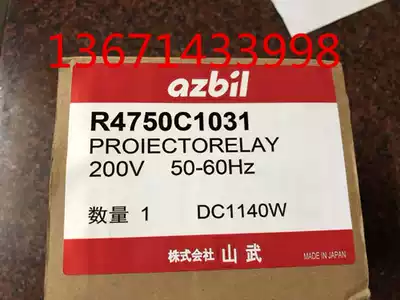 13671433998
azbil
R4750C1031
PROIECTORELAY
200V 50-60Hz
数量 1 DC1140W
株式会社 山武
MADE IN JAPAN